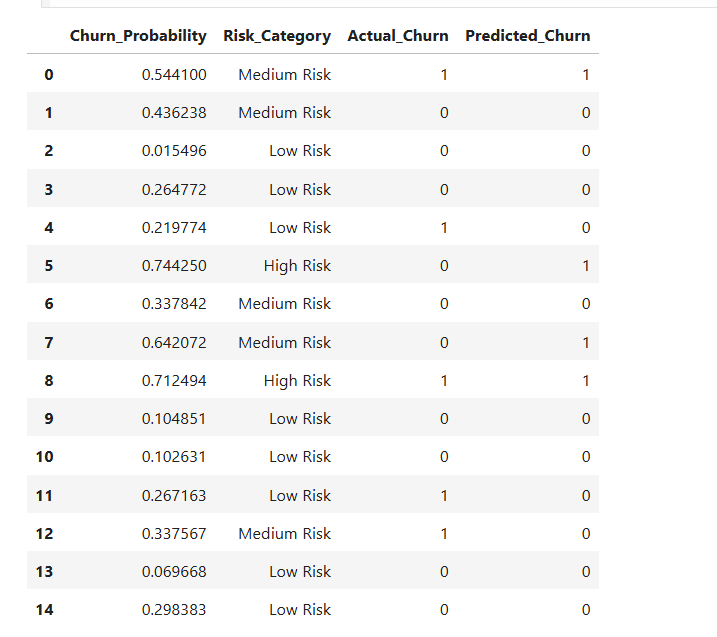 Churn_Probability Risk_Category Actual_Churn Predicted_Churn
0 0.544100 Medium Risk 1 1
1 0.436238 Medium Risk 0 0
2 0.015496 Low Risk 0 0
3 0.264772 Low Risk 0 0
4 0.219774 Low Risk 1 0
5 0.744250 High Risk 0 1
6 0.337842 Medium Risk 0 0
7 0.642072 Medium Risk 0 1
8 0.712494 High Risk 1 1
9 0.104851 Low Risk 0 0
10 0.102631 Low Risk 0 0
11 0.267163 Low Risk 1 0
12 0.337567 Medium Risk 1 0
13 0.069668 Low Risk 0 0
14 0.298383 Low Risk 0 0